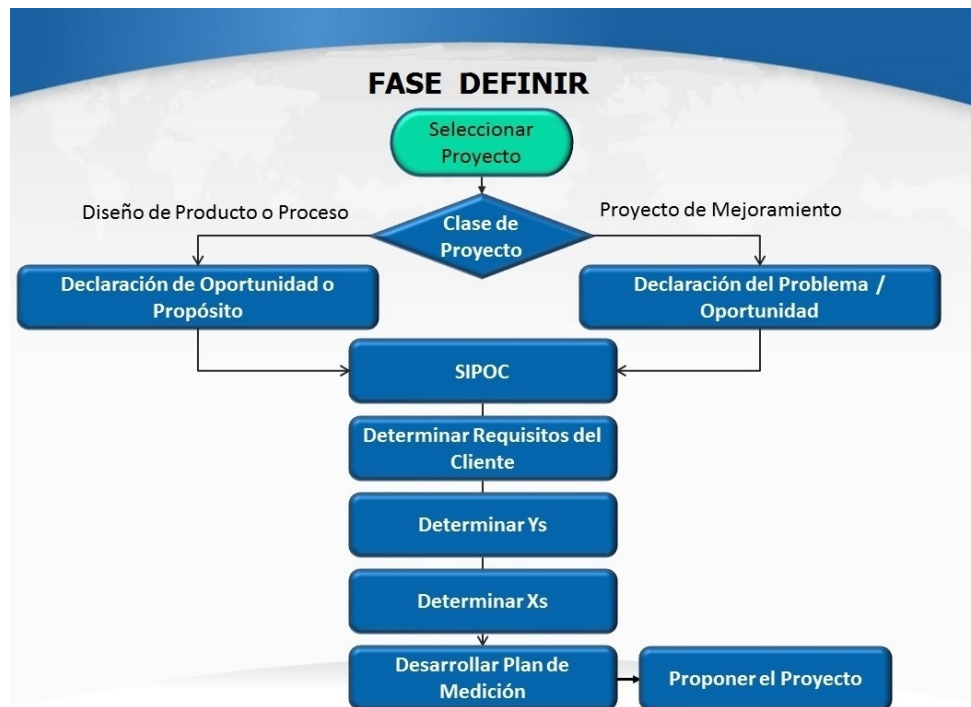 FASE DEFINIR
Seleccionar
Proyecto
Diseño de Producto o Proceso
Clase de
Proyecto
Proyecto de Mejoramiento
Declaración de Oportunidad o
Propósito
Declaración del Problema /
Oportunidad
SIPOC
Determinar Requisitos del
Cliente
Determinar Ys
Determinar Xs
Desarrollar Plan de
Medición
Proponer el Proyecto